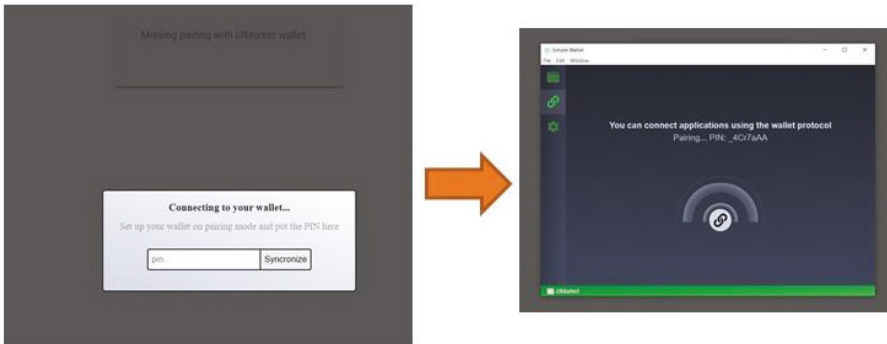 Missing pairing with i3Market wallet
Connecting to your wallet...
Set up your wallet on pairing mode and put the PIN here
pin...
Syncronize
Simple Wallet
File Edit Window
You can connect applications using the wallet protocol
Pairing... PIN: _4Cr7aAA
i3Market